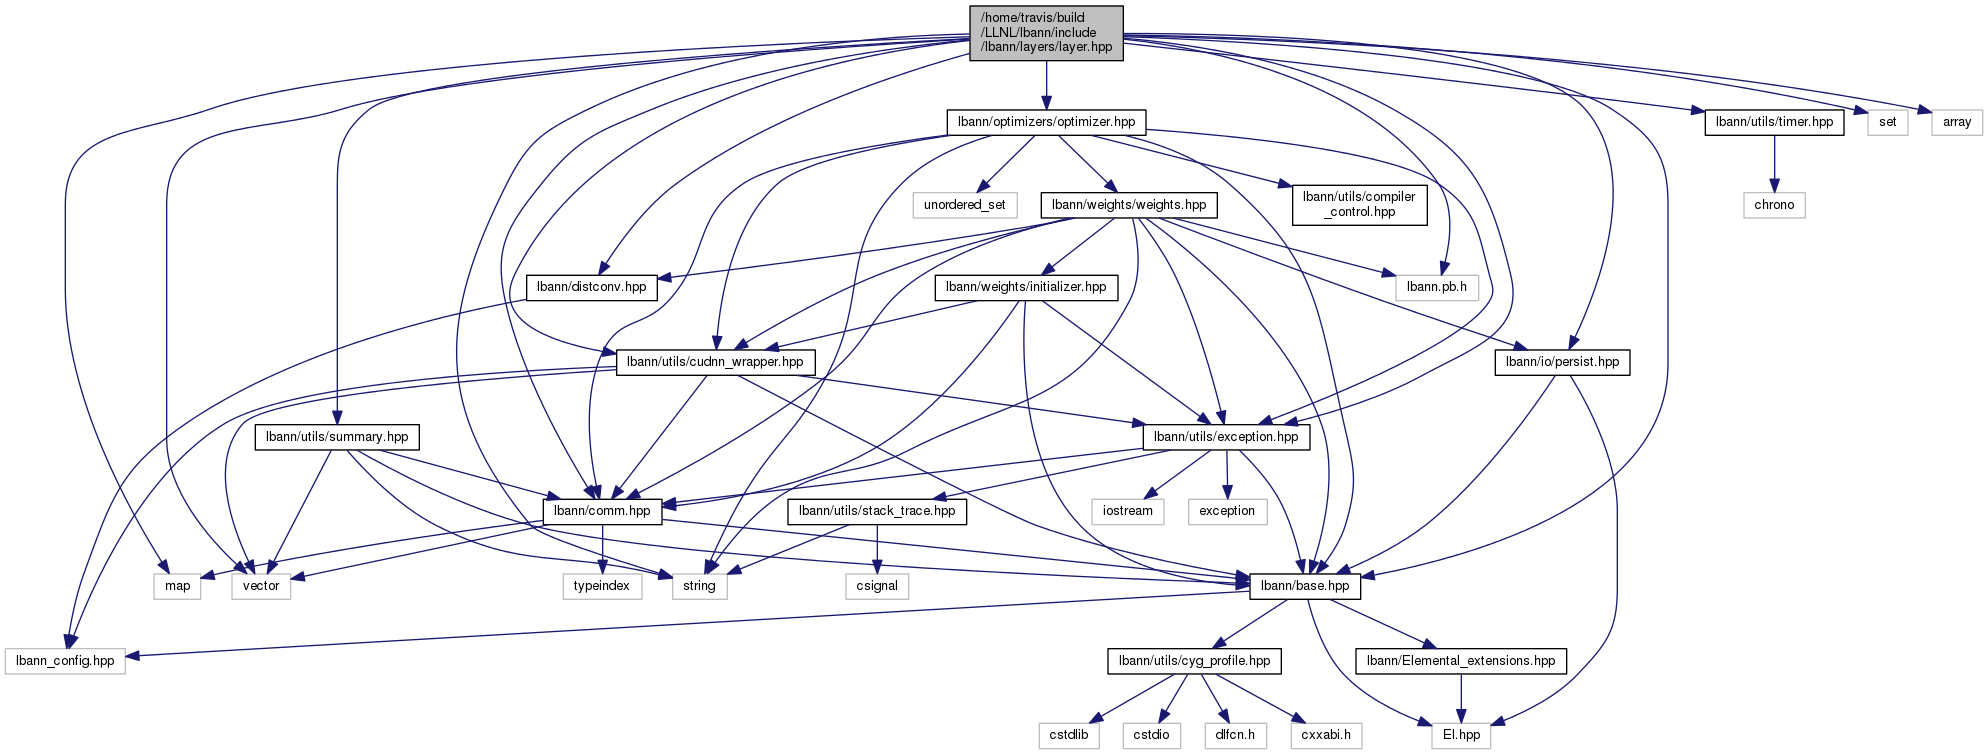 /home/travis/build
/LLNL/lbann/include
/lbann/layers/layer.hpp
lbann/optimizers/optimizer.hpp
lbann/utils/timer.hpp
set
array
unordered_set
lbann/weights/weights.hpp
lbann/utils/compiler
_control.hpp
chrono
lbann/distconv.hpp
lbann/weights/initializer.hpp
lbann.pb.h
lbann/utils/cudnn_wrapper.hpp
lbann/io/persist.hpp
lbann/utils/summary.hpp
lbann/utils/exception.hpp
lbann/comm.hpp
lbann/utils/stack_trace.hpp
iostream
exception
map
vector
typeindex
string
csignal
lbann/base.hpp
lbann_config.hpp
lbann/utils/cyg_profile.hpp
lbann/Elemental_extensions.hpp
cstdlib
cstdio
dlfcn.h
cxxabi.h
El.hpp